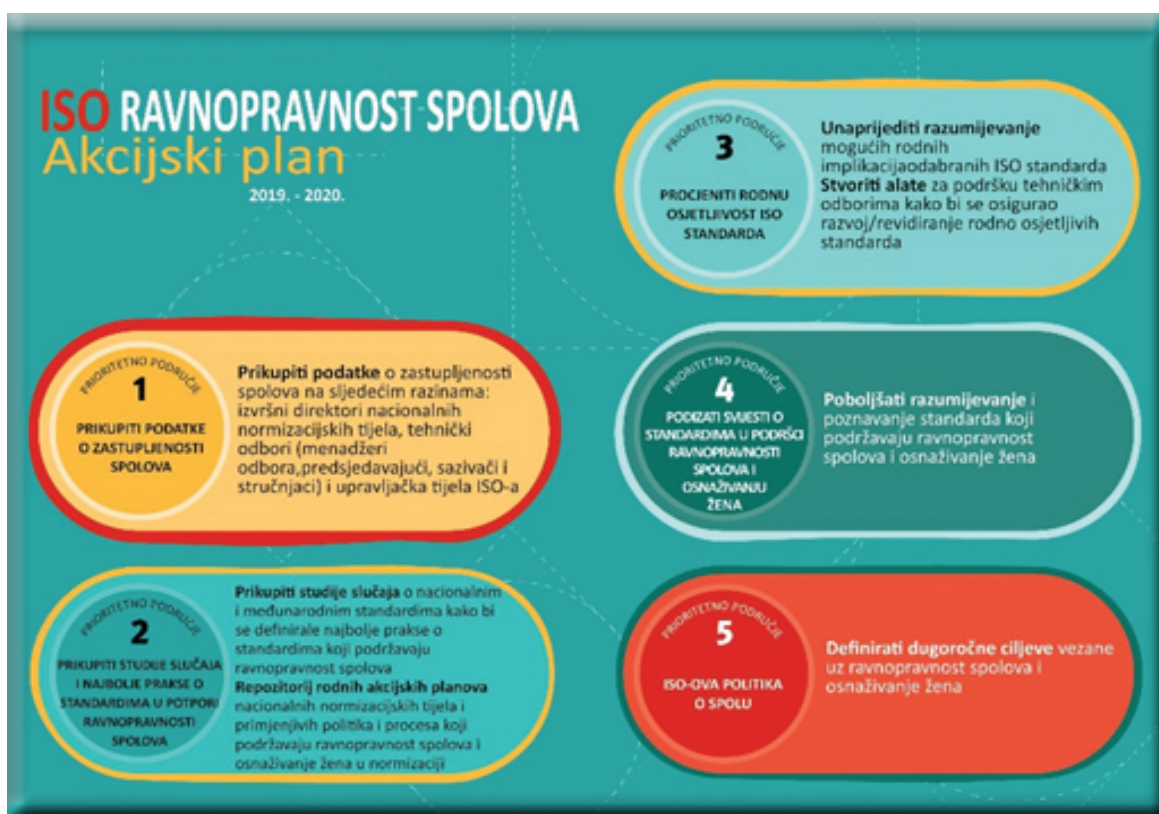 ISO RAVNOPRAVNOST SPOLOVA
Akcijski plan
2019. - 2020.
PRIORITETNO PODRUČJE
1
PRIKUPITI PODATKE
O ZASTUPLJENOSTI
SPOLOVA
Prikupiti podatke o zastupljenosti
spolova na sljedećim razinama:
izvršni direktori nacionalnih
normizacijskih tijela, tehnički
odbori (menadžeri
odbora,predsjedavajući, sazivači i
stručnjaci) i upravljačka tijela ISO-a
PRIORITETNO PODRUČJE
2
PRIKUPITI STUDIJE SLUČAJA
I NAJBOLJE PRAKSE O
STANDARDIMA U POTPORI
RAVNOPRAVNOSTI
SPOLOVA
Prikupiti studije slučaja o nacionalnim
i međunarodnim standardima kako bi
se definirale najbolje prakse o
standardima koji podržavaju
ravnopravnost spolova
Repozitorij rodnih akcijskih planova
nacionalnih normizacijskih tijela i
primjenjivih politika i procesa koji
podržavaju ravnopravnost spolova i
osnaživanje žena u normizaciji
PRIORITETNO PODRUČJE
3
PROCJENITI RODNU
OSJETLJIVOST ISO
STANDARDA
Unaprijediti razumijevanje
mogućih rodnih
implikacijaodabranih ISO standarda
Stvoriti alate za podršku tehničkim
odborima kako bi se osigurao
razvoj/revidiranje rodno osjetljivih
standarda
PRIORITETNO PODRUČJE
4
PODIZATI SVIJESTI O
STANDARDIMA U PODRŠCI
RAVNOPRAVNOSTI
SPOLOVA I
OSNAŽIVANJU
ŽENA
Poboljšati razumijevanje i
poznavanje standarda koji
podržavaju ravnopravnost
spolova i osnaživanje žena
PRIORITETNO PODRUČJE
5
ISO-OVA POLITIKA
O SPOLU
Definirati dugoročne ciljeve vezane
uz ravnopravnost spolova i
osnaživanje žena